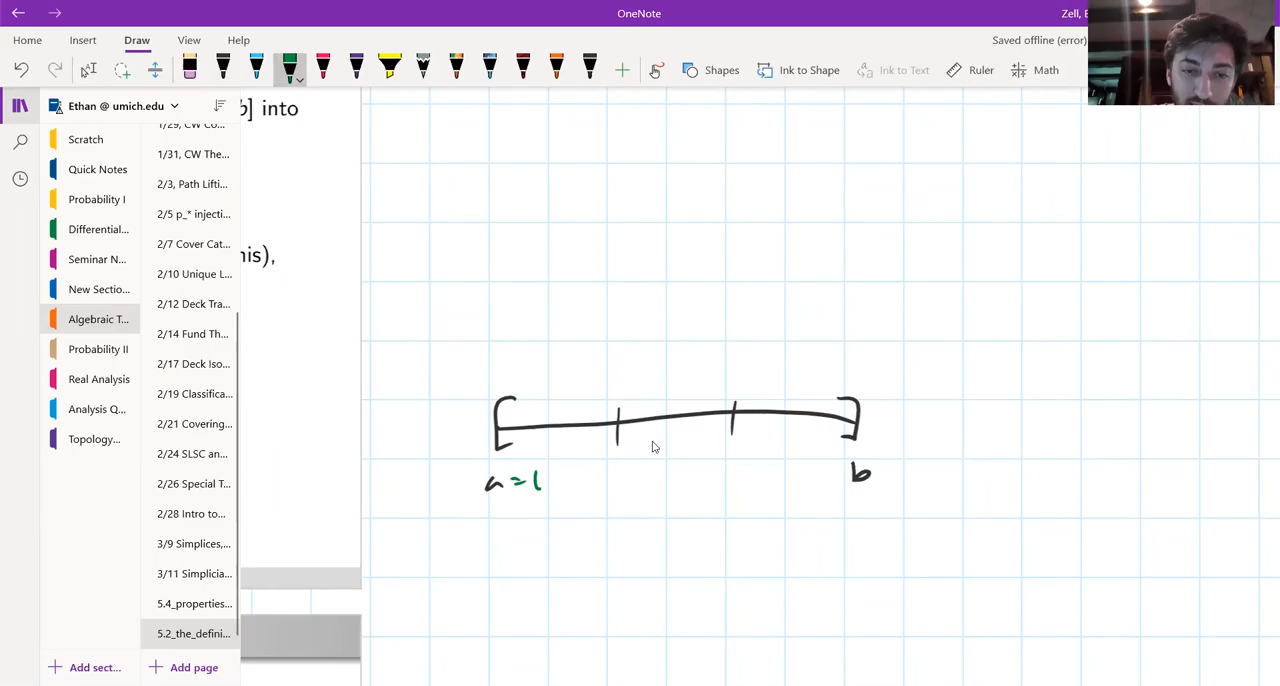 OneNote
Zell, E
Home Insert Draw View Help
Saved offline (error)
Shapes Ink to Shape Ink to Text Ruler Math
Ethan @ umich.edu
Scratch
Quick Notes
Probability I
Differential...
Seminar N...
New Sectio...
Algebraic T...
Probability II
Real Analysis
Analysis Q...
Topology...
Add sect...
1/29, CW Co...
1/31, CW The...
2/3, Path Lifti...
2/5 p_* injecti...
2/7 Cover Cat...
2/10 Unique L...
2/12 Deck Tra...
2/14 Fund Th...
2/17 Deck Iso...
2/19 Classifica...
2/21 Covering...
2/24 SLSC an...
2/26 Special T...
2/28 Intro to...
3/9 Simplices,...
3/11 Simplicia...
5.4_properties...
5.2_the_defini...
Add page
b] into
his),
a = 1
b